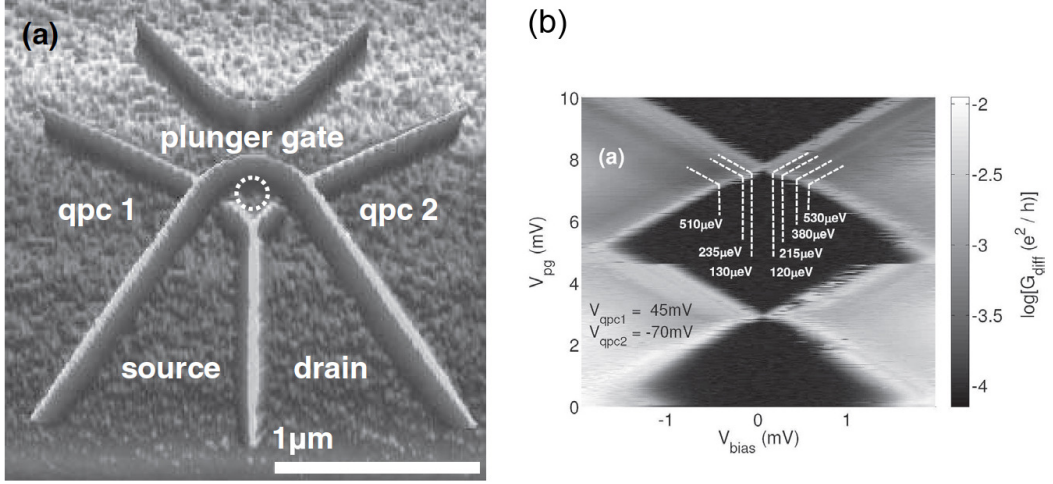 (a)
plunger gate
qpc 1
qpc 2
source
drain
1μm
(b)
10
8
6
4
2
0
V_pg (mV)
(a)
510μeV
235μeV
130μeV
530μeV
380μeV
215μeV
120μeV
V_qpc1 = 45mV
V_qpc2 = -70mV
-1
0
1
V_bias (mV)
-2
-2.5
-3
-3.5
-4
log[G_diff (e² / h)]